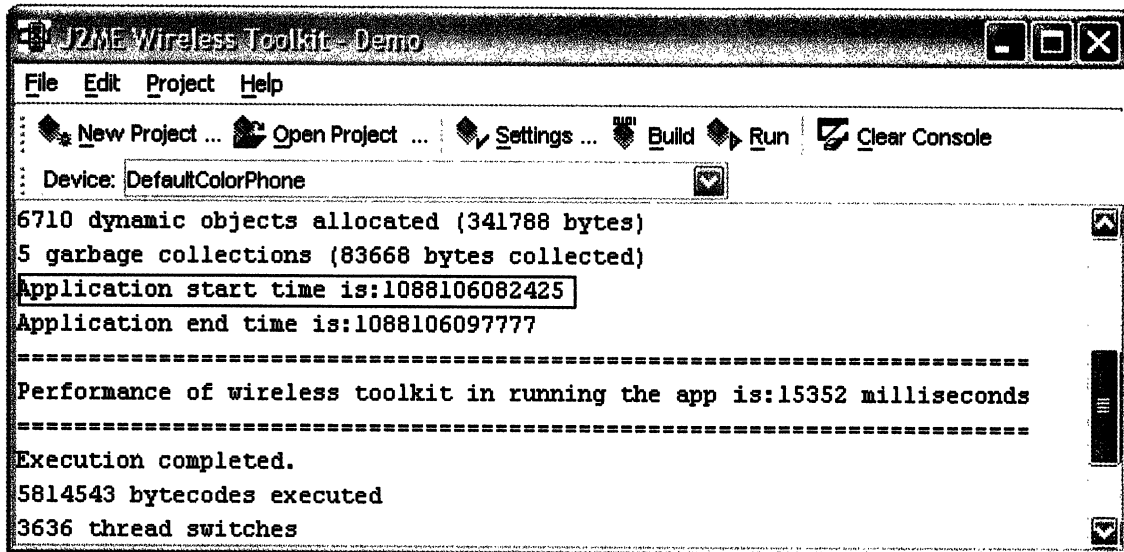 J2ME Wireless Toolkit - Demo
File Edit Project Help
New Project ... Open Project ... Settings ... Build Run Clear Console
Device: DefaultColorPhone
6710 dynamic objects allocated (341788 bytes)
5 garbage collections (83668 bytes collected)
Application start time is:1088106082425
Application end time is:1088106097777
========================================================================
Performance of wireless toolkit in running the app is:15352 milliseconds
========================================================================
Execution completed.
5814543 bytecodes executed
3636 thread switches